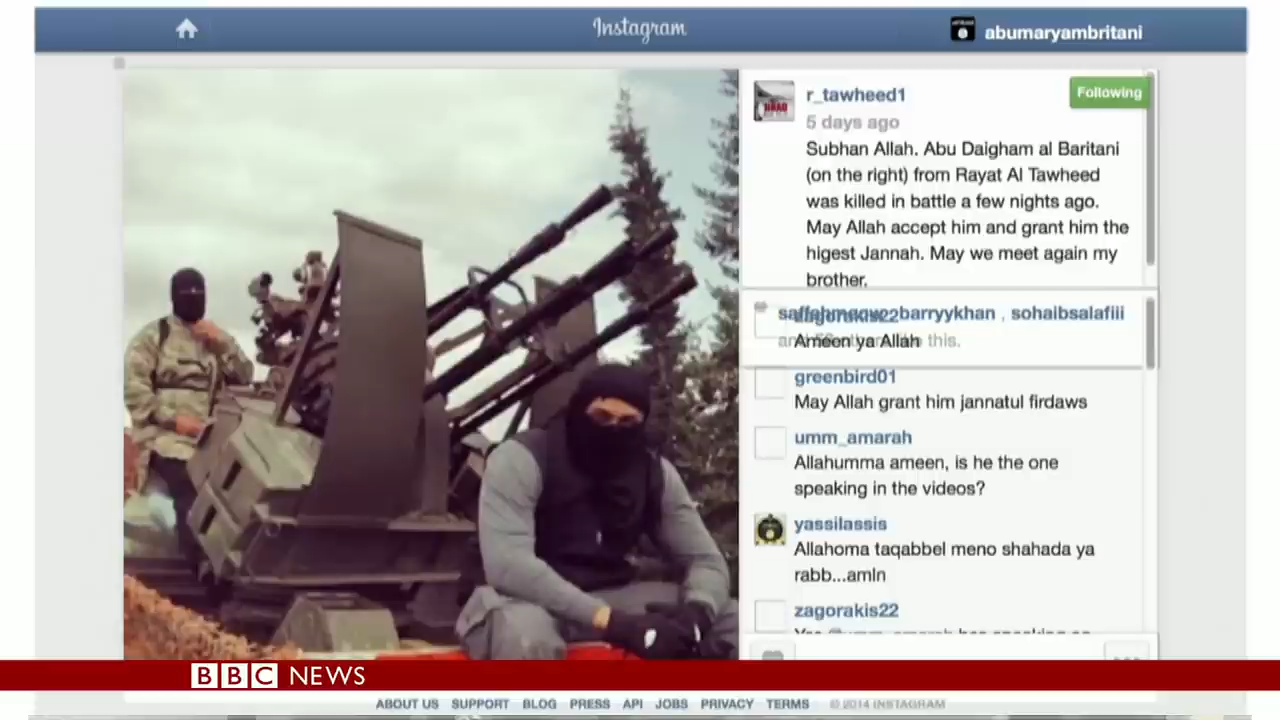 Instagram
abumaryambritani
r_tawheed1
Following
5 days ago
Subhan Allah. Abu Daigham al Baritani
(on the right) from Rayat Al Tawheed
was killed in battle a few nights ago.
May Allah accept him and grant him the
higest Jannah. May we meet again my
brother.
barryykhan , sohaibsalafiii
zagorakis22
this.
Ameen ya Allah
greenbird01
May Allah grant him jannatul firdaws
umm_amarah
Allahumma ameen, is he the one
speaking in the videos?
yassilassis
Allahoma taqabbel meno shahada ya
rabb...amIn
zagorakis22
BBC NEWS
ABOUT US SUPPORT BLOG PRESS API JOBS PRIVACY TERMS © 2014 INSTAGRAM